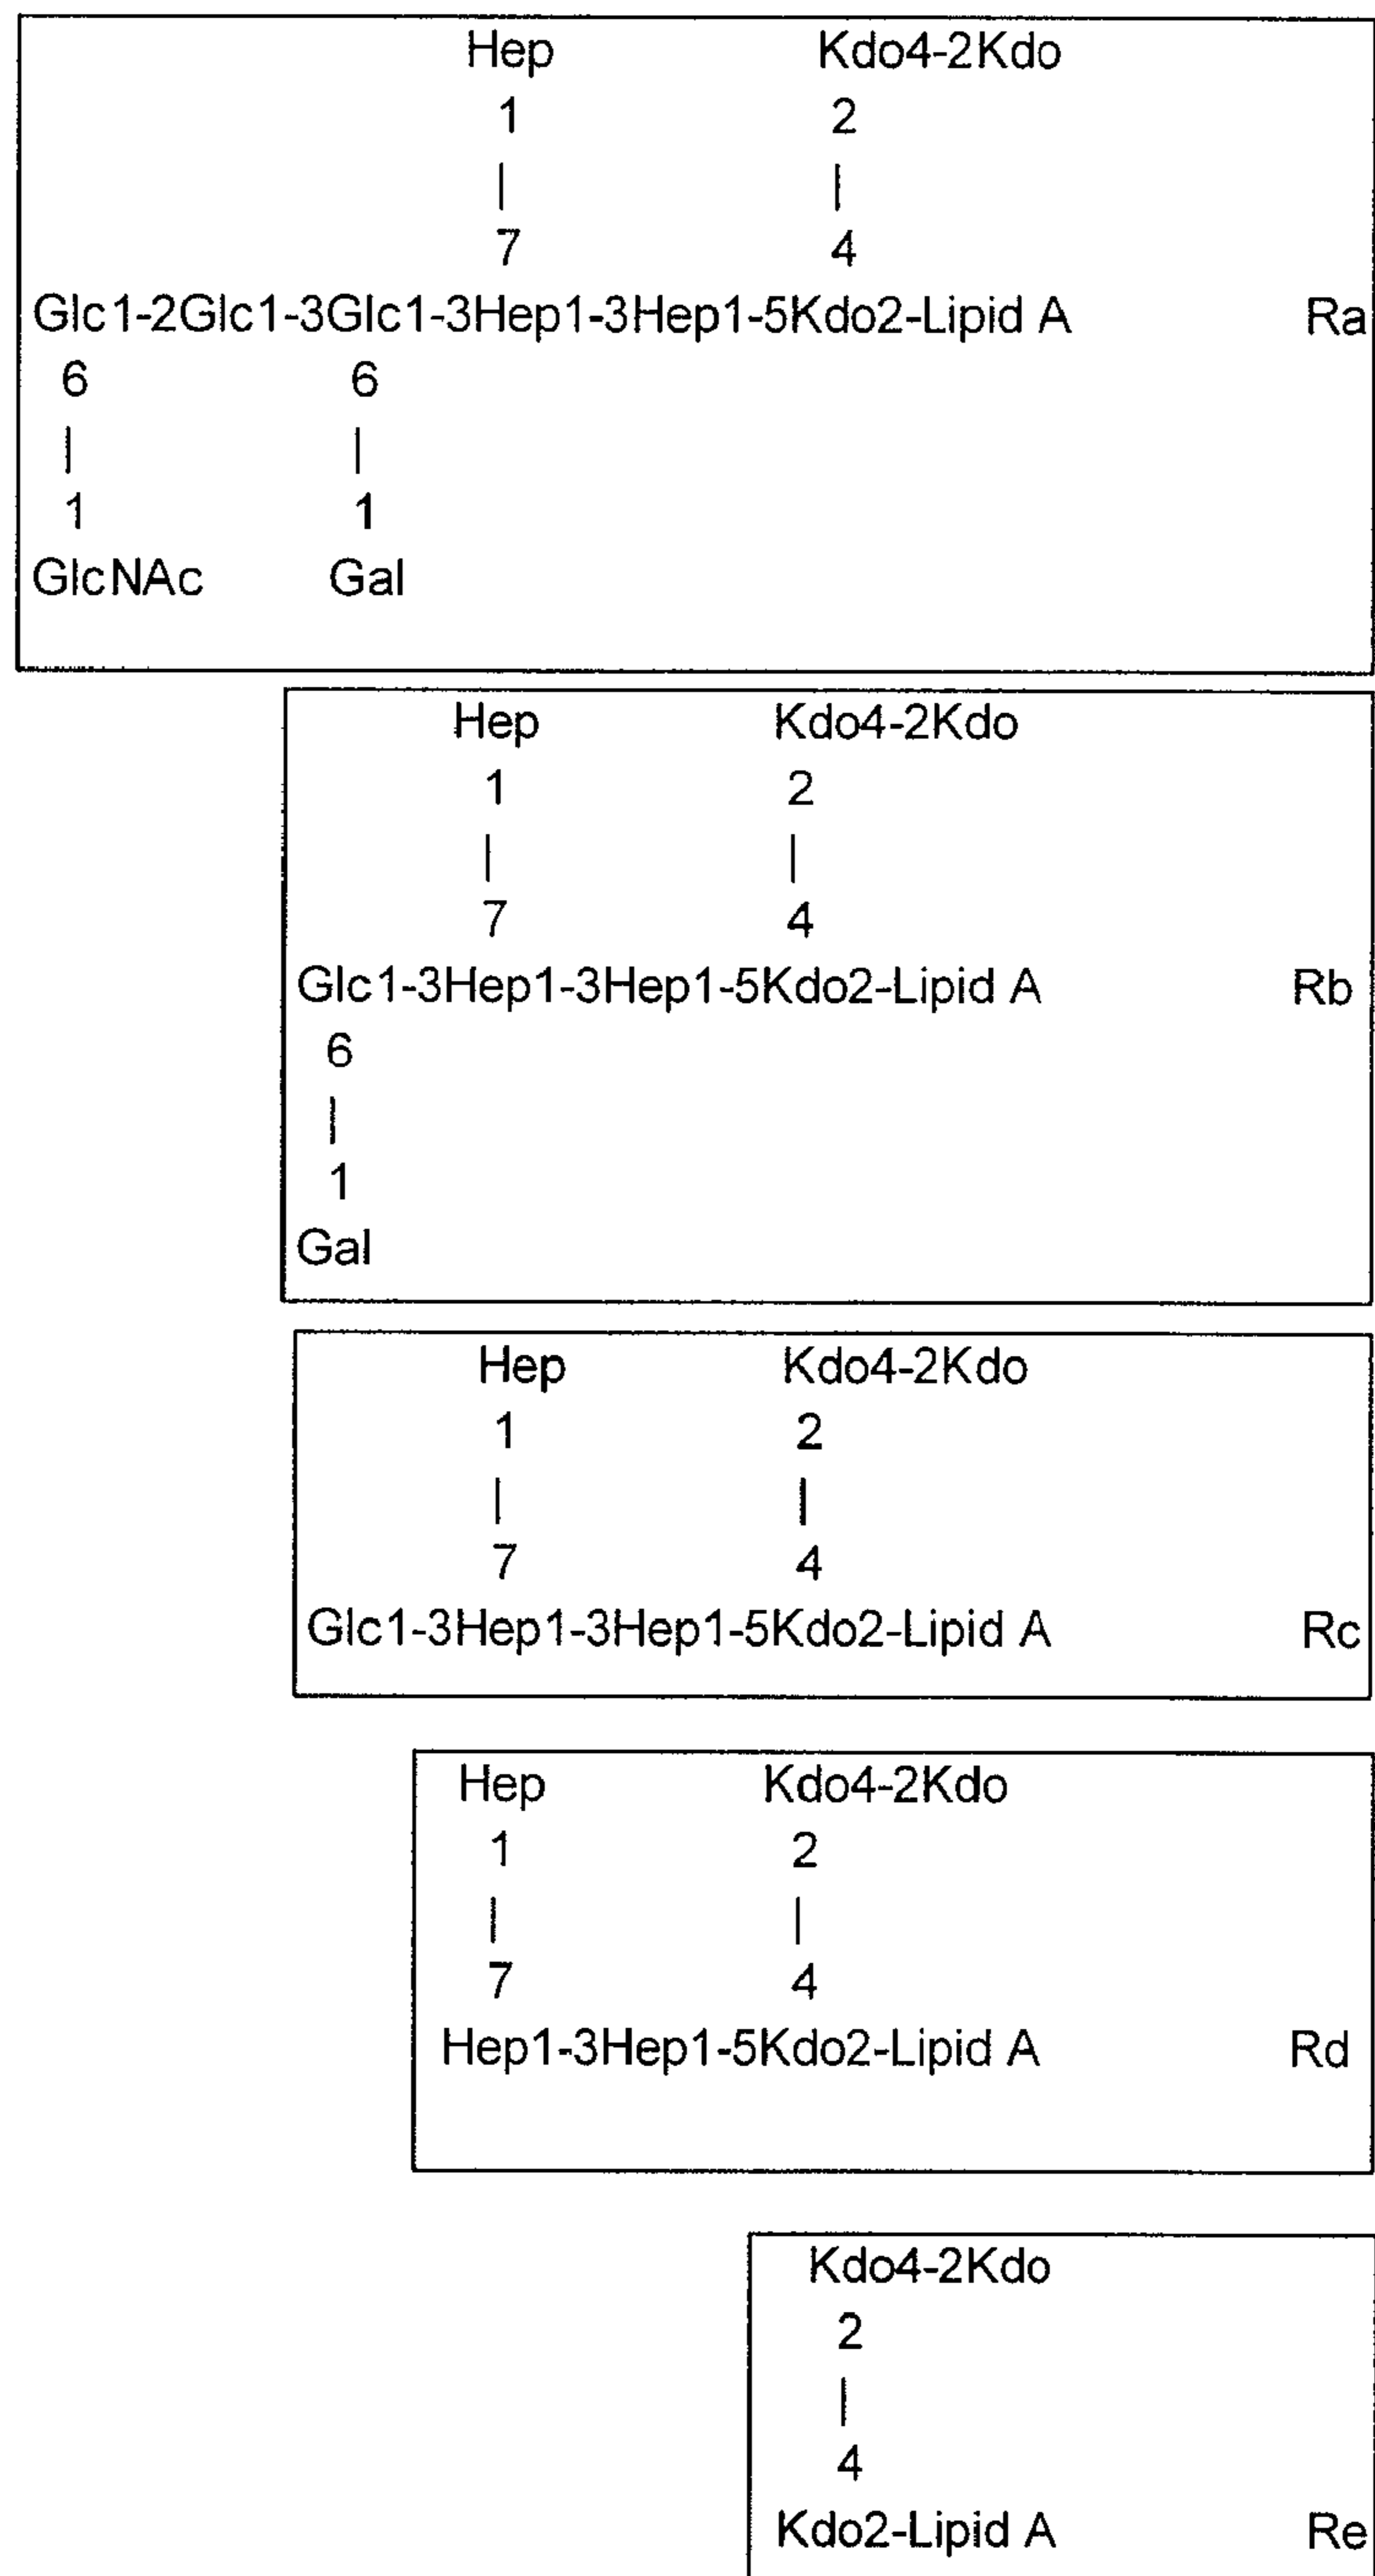 Hep Kdo4-2Kdo
1 2
| |
7 4
Glc1-2Glc1-3Glc1-3Hep1-3Hep1-5Kdo2-Lipid A Ra
6 6
| |
1 1
GlcNAc Gal
Hep Kdo4-2Kdo
1 2
| |
7 4
Glc1-3Hep1-3Hep1-5Kdo2-Lipid A Rb
6
|
1
Gal
Hep Kdo4-2Kdo
1 2
| |
7 4
Glc1-3Hep1-3Hep1-5Kdo2-Lipid A Rc
Hep Kdo4-2Kdo
1 2
| |
7 4
Hep1-3Hep1-5Kdo2-Lipid A Rd
Kdo4-2Kdo
2
|
4
Kdo2-Lipid A Re